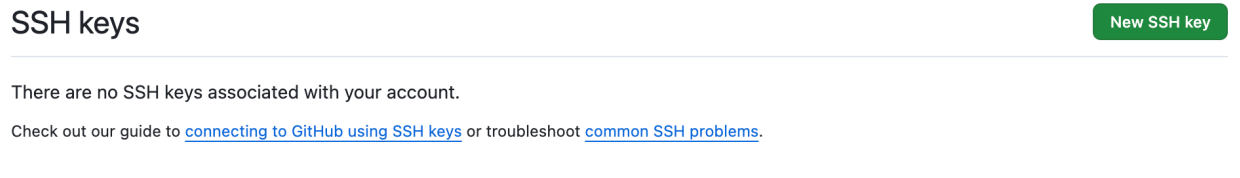 SSH keys
New SSH key
There are no SSH keys associated with your account.
Check out our guide to connecting to GitHub using SSH keys or troubleshoot common SSH problems.